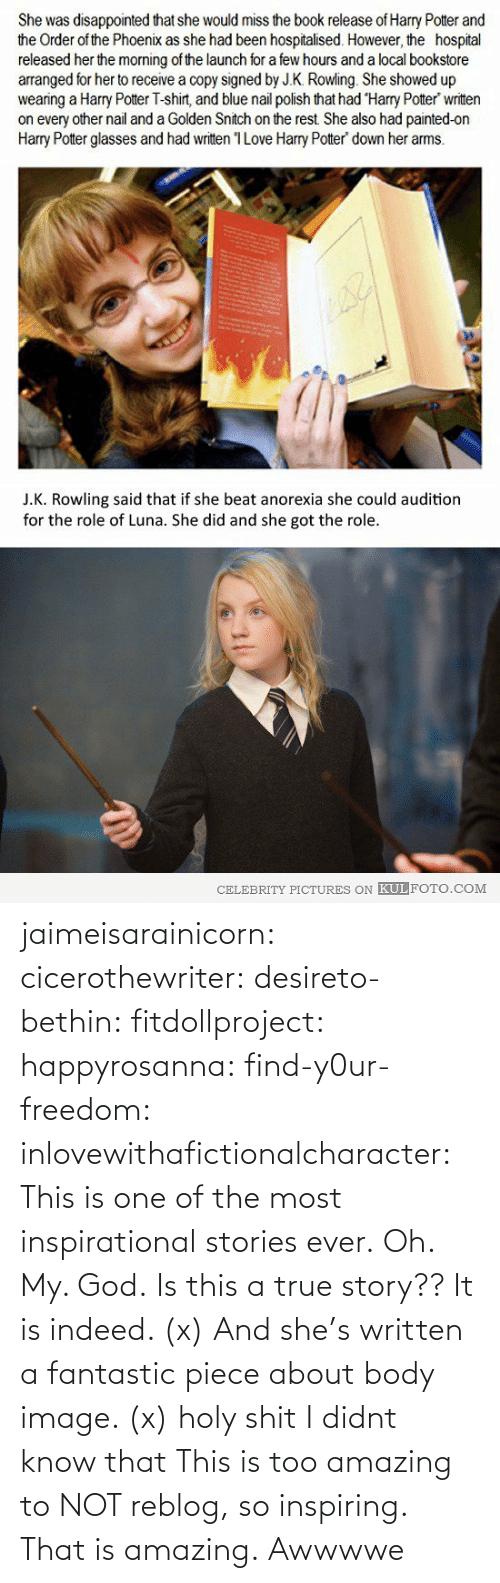 She was disappointed that she would miss the book release of Harry Potter and
the Order of the Phoenix as she had been hospitalised. However, the hospital
released her the morning of the launch for a few hours and a local bookstore
arranged for her to receive a copy signed by J.K. Rowling. She showed up
wearing a Harry Potter T-shirt, and blue nail polish that had "Harry Potter" written
on every other nail and a Golden Snitch on the rest. She also had painted-on
Harry Potter glasses and had written "I Love Harry Potter" down her arms.
J.K. Rowling said that if she beat anorexia she could audition
for the role of Luna. She did and she got the role.
CELEBRITY PICTURES ON KULFOTO.COM
jaimeisarainicorn:
cicerothewriter: desireto-
bethin: fitdollproject:
happyrosanna: find-y0ur-
freedom:
inlovewithafictionalcharacter:
This is one of the most
inspirational stories ever. Oh.
My. God. Is this a true story?? It
is indeed. (x) And she’s written
a fantastic piece about body
image. (x) holy shit I didnt
know that This is too amazing
to NOT reblog, so inspiring.
That is amazing. Awwwwe